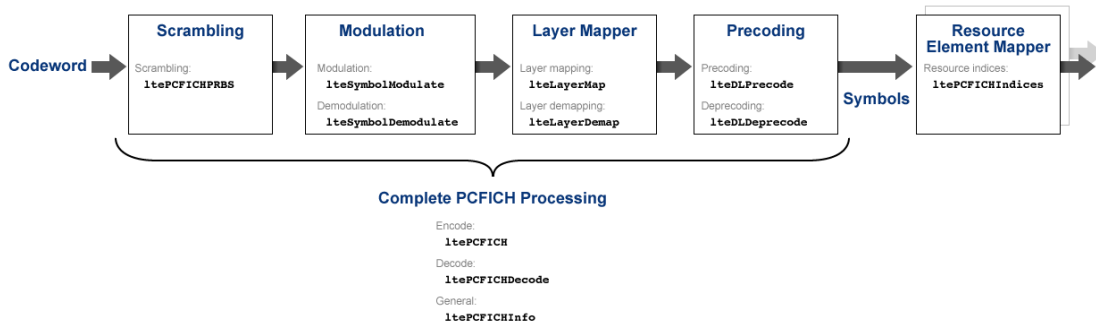 Codeword
Scrambling
Scrambling:
ltePCFICHPRBS
Modulation
Modulation:
lteSymbolModulate
Demodulation:
lteSymbolDemodulate
Layer Mapper
Layer mapping:
lteLayerMap
Layer demapping:
lteLayerDemap
Precoding
Precoding:
lteDLPrecode
Deprecoding:
lteDLDeprecode
Symbols
Resource
Element Mapper
Resource indices:
ltePCFICHIndices
Complete PCFICH Processing
Encode:
ltePCFICH
Decode:
ltePCFICHDecode
General:
ltePCFICHInfo